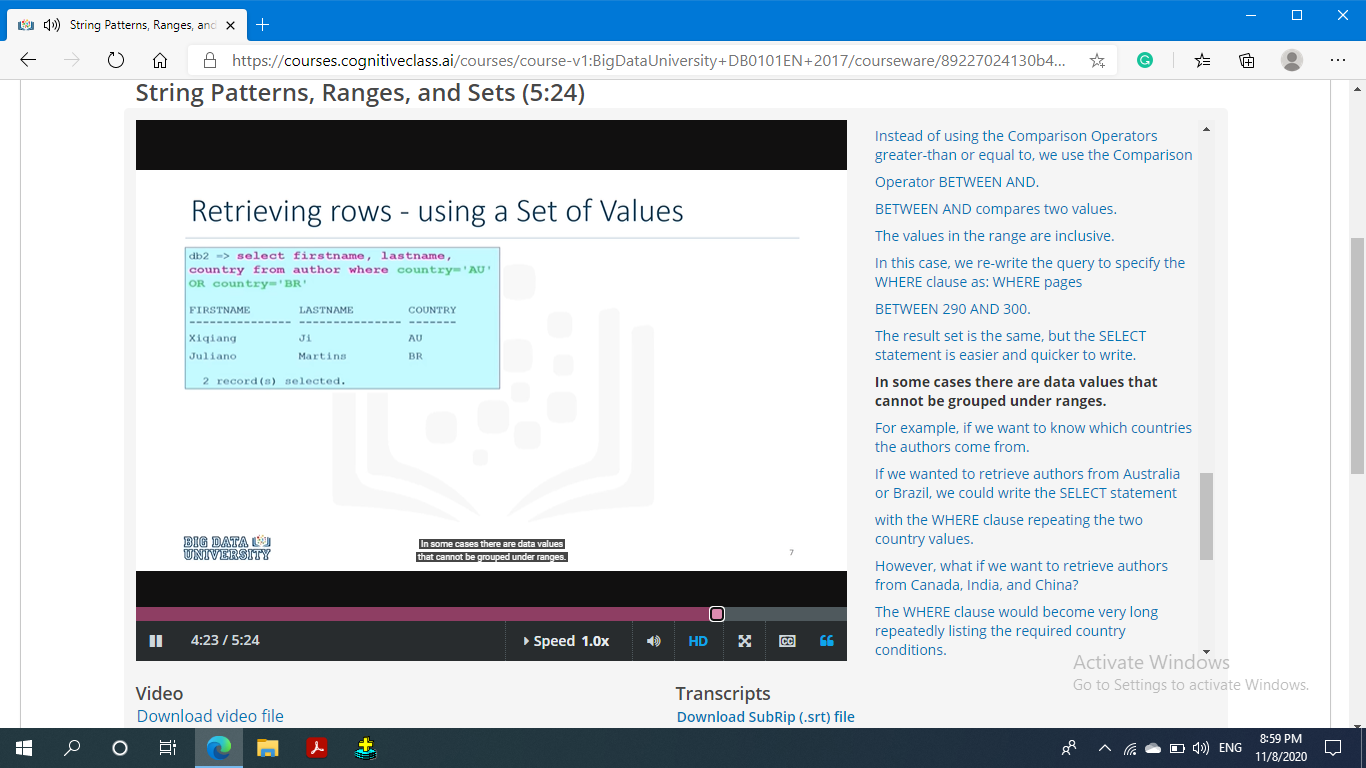 String Patterns, Ranges, and
https://courses.cognitiveclass.ai/courses/course-v1:BigDataUniversity+DB0101EN+2017/courseware/89227024130b4...
String Patterns, Ranges, and Sets (5:24)
Retrieving rows - using a Set of Values
db2 => select firstname, lastname,
country from author where country='AU'
OR country='BR'
FIRSTNAME LASTNAME COUNTRY
--------------- --------------- -------
Xiqiang Ji AU
Juliano Martins BR
2 record(s) selected.
BIG DATA
UNIVERSITY
In some cases there are data values
that cannot be grouped under ranges.
7
4:23 / 5:24
Speed 1.0x
HD
CC
Instead of using the Comparison Operators
greater-than or equal to, we use the Comparison
Operator BETWEEN AND.
BETWEEN AND compares two values.
The values in the range are inclusive.
In this case, we re-write the query to specify the
WHERE clause as: WHERE pages
BETWEEN 290 AND 300.
The result set is the same, but the SELECT
statement is easier and quicker to write.
In some cases there are data values that
cannot be grouped under ranges.
For example, if we want to know which countries
the authors come from.
If we wanted to retrieve authors from Australia
or Brazil, we could write the SELECT statement
with the WHERE clause repeating the two
country values.
However, what if we want to retrieve authors
from Canada, India, and China?
The WHERE clause would become very long
repeatedly listing the required country
conditions.
Activate Windows
Go to Settings to activate Windows.
Video
Download video file
Transcripts
Download SubRip (.srt) file
ENG
8:59 PM
11/8/2020